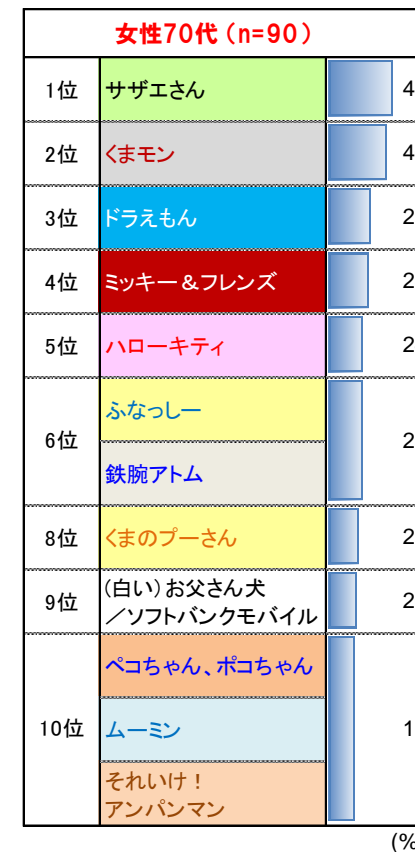 女性70代（n=90）
1位 サザエさん 4
2位 くまモン 4
3位 ドラえもん 2
4位 ミッキー＆フレンズ 2
5位 ハローキティ 2
ふなっしー
6位 2
鉄腕アトム
8位 くまのプーさん 2
(白い)お父さん犬
9位 ／ソフトバンクモバイル 2
ペコちゃん、ポコちゃん
10位 ムーミン 1
それいけ！
アンパンマン
(%